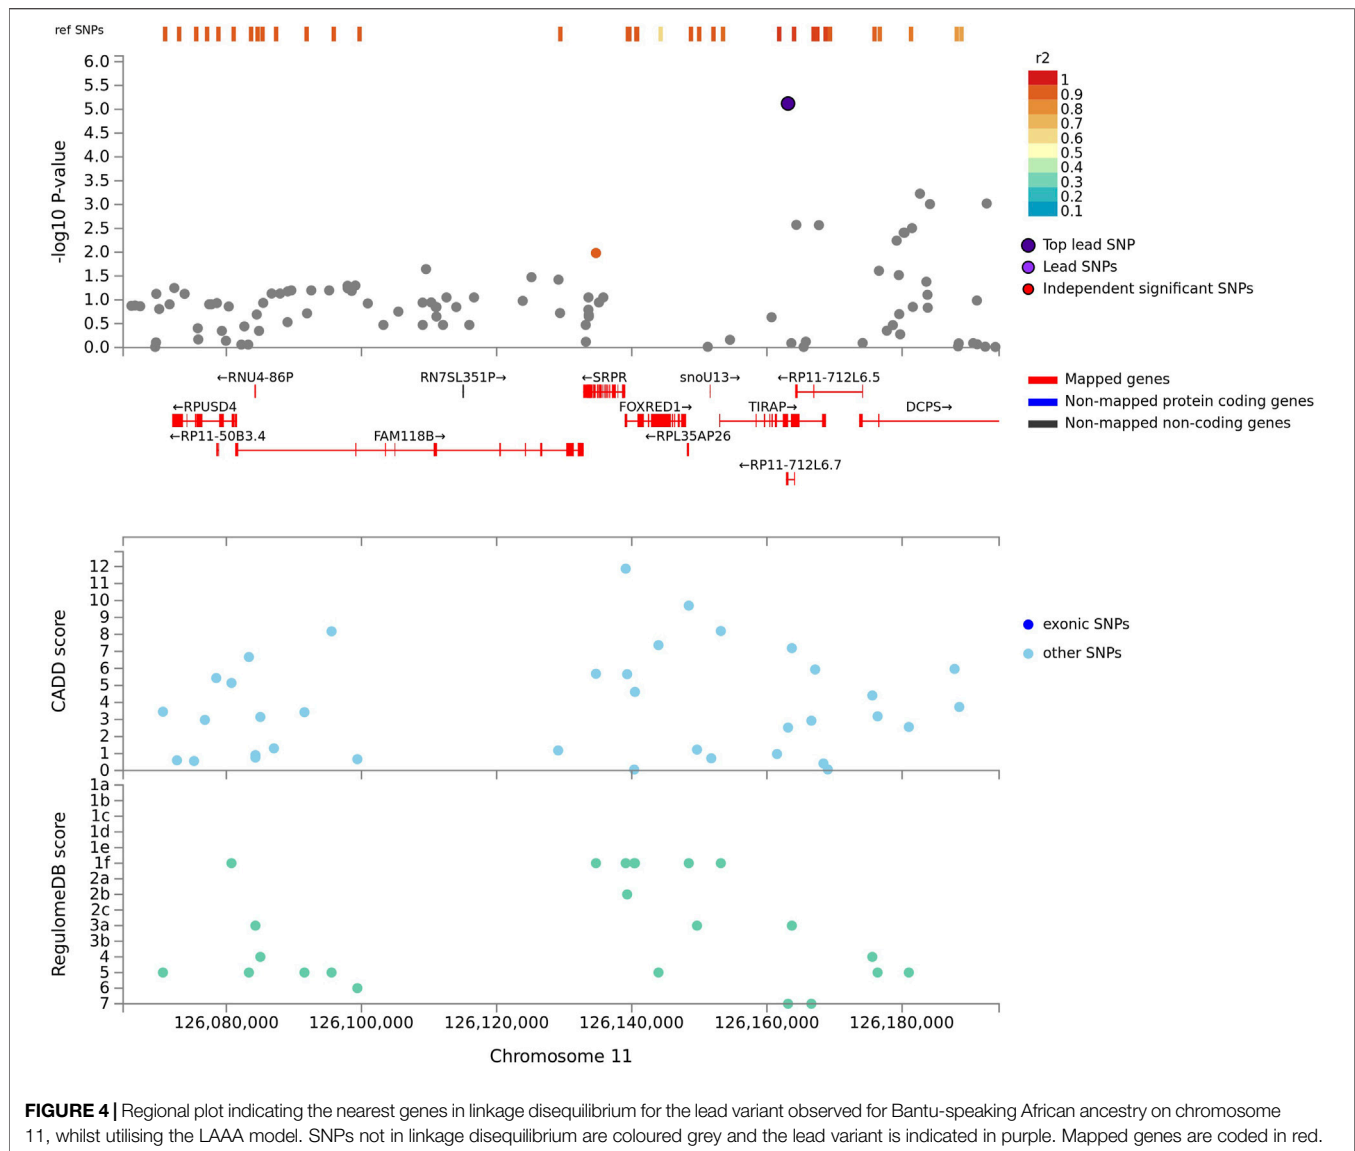 ref SNPs
6.0
5.5
5.0
4.5
4.0
3.5
3.0
2.5
2.0
1.5
1.0
0.5
0.0
-log10 P-value
r2
1
0.9
0.8
0.7
0.6
0.5
0.4
0.3
0.2
0.1
Top lead SNP
Lead SNPs
Independent significant SNPs
←RNU4-86P RN7SL351P→ ←SRPR snoU13→ ←RP11-712L6.5
←RPUSD4 FOXRED1→ TIRAP→ DCPS→
←RP11-50B3.4 FAM118B→ ←RPL35AP26
←RP11-712L6.7
Mapped genes
Non-mapped protein coding genes
Non-mapped non-coding genes
12
11
10
9
8
7
6
5
4
3
2
1
0
CADD score
exonic SNPs
other SNPs
1a
1b
1c
1d
1e
1f
2a
2b
2c
3a
3b
4
5
6
7
RegulomeDB score
126,080,000 126,100,000 126,120,000 126,140,000 126,160,000 126,180,000
Chromosome 11
FIGURE 4 | Regional plot indicating the nearest genes in linkage disequilibrium for the lead variant observed for Bantu-speaking African ancestry on chromosome
11, whilst utilising the LAAA model. SNPs not in linkage disequilibrium are coloured grey and the lead variant is indicated in purple. Mapped genes are coded in red.